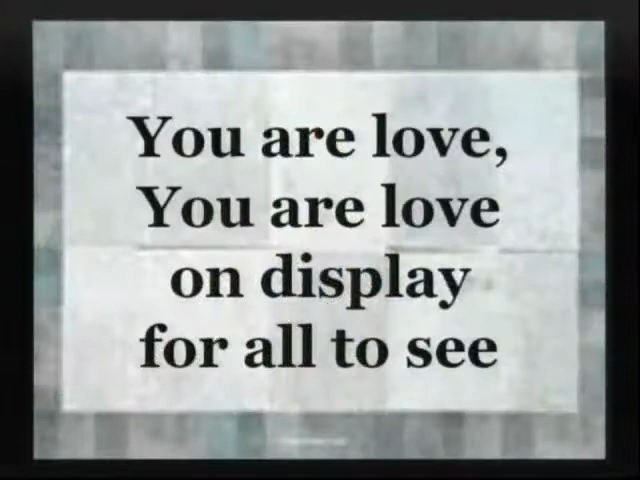 You are love,
You are love
on display
for all to see